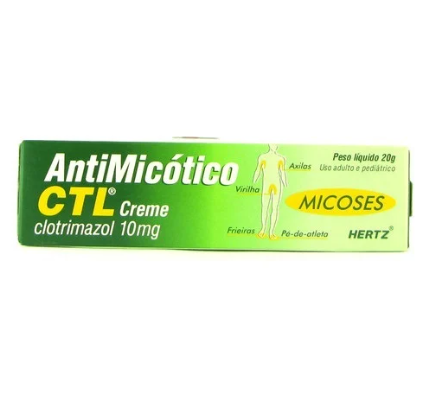 AntiMicótico
CTL® Creme
clotrimazol 10mg
Axilas
Virilha
Frieiras
Pé-de-atleta
Peso líquido 20g
Uso adulto e pediátrico
MICOSES
HERTZ®